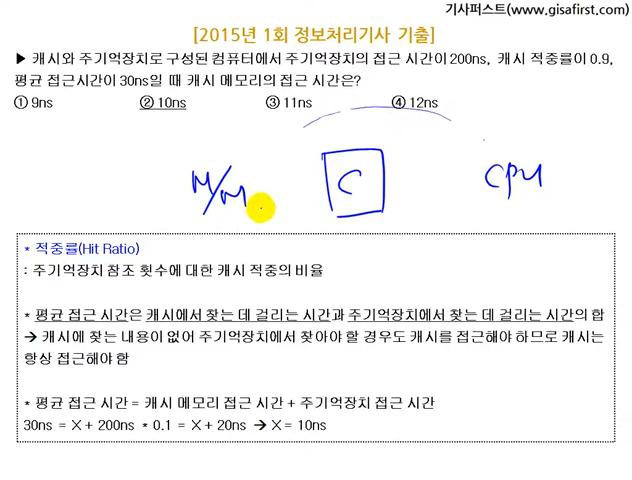 기사퍼스트(www.gisafirst.com)
[2015년 1회 정보처리기사 기출]
▶ 캐시와 주기억장치로 구성된 컴퓨터에서 주기억장치의 접근 시간이 200ns, 캐시 적중률이 0.9,
평균 접근시간이 30ns일 때 캐시 메모리의 접근 시간은?
① 9ns ② 10ns ③ 11ns ④ 12ns
M/M C CPU
* 적중률(Hit Ratio)
: 주기억장치 참조 횟수에 대한 캐시 적중의 비율
* 평균 접근 시간은 캐시에서 찾는 데 걸리는 시간과 주기억장치에서 찾는 데 걸리는 시간의 합
→ 캐시에 찾는 내용이 없어 주기억장치에서 찾아야 할 경우도 캐시를 접근해야 하므로 캐시는
항상 접근해야 함
* 평균 접근 시간 = 캐시 메모리 접근 시간 + 주기억장치 접근 시간
30ns = X + 200ns * 0.1 = X + 20ns → X = 10ns